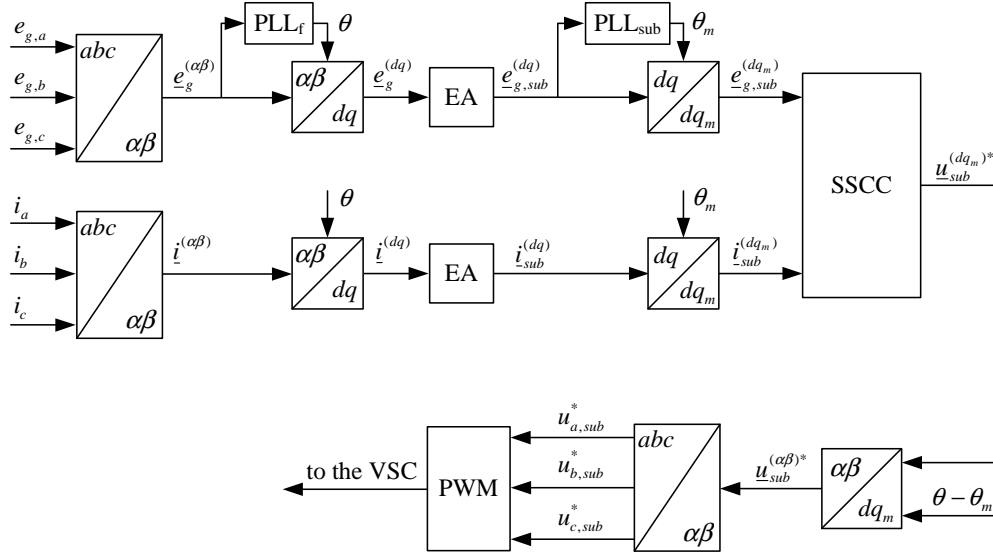 e_{g,a} abc PLL_f θ PLL_sub θ_m
e_{g,b} e_g^{(αβ)} αβ e_g^{(dq)} EA e_{g,sub}^{(dq)} dq e_{g,sub}^{(dq_m)}
dq dq_m
e_{g,c} αβ
SSCC u_{sub}^{(dq_m)*}
i_a abc θ θ_m
i_b i^{(αβ)} αβ i^{(dq)} EA i_{sub}^{(dq)} dq i_{sub}^{(dq_m)}
dq dq_m
i_c αβ
u_{a,sub}^* abc
to the VSC PWM u_{b,sub}^* u_{sub}^{(αβ)*} αβ
dq_m θ − θ_m
u_{c,sub}^* αβ